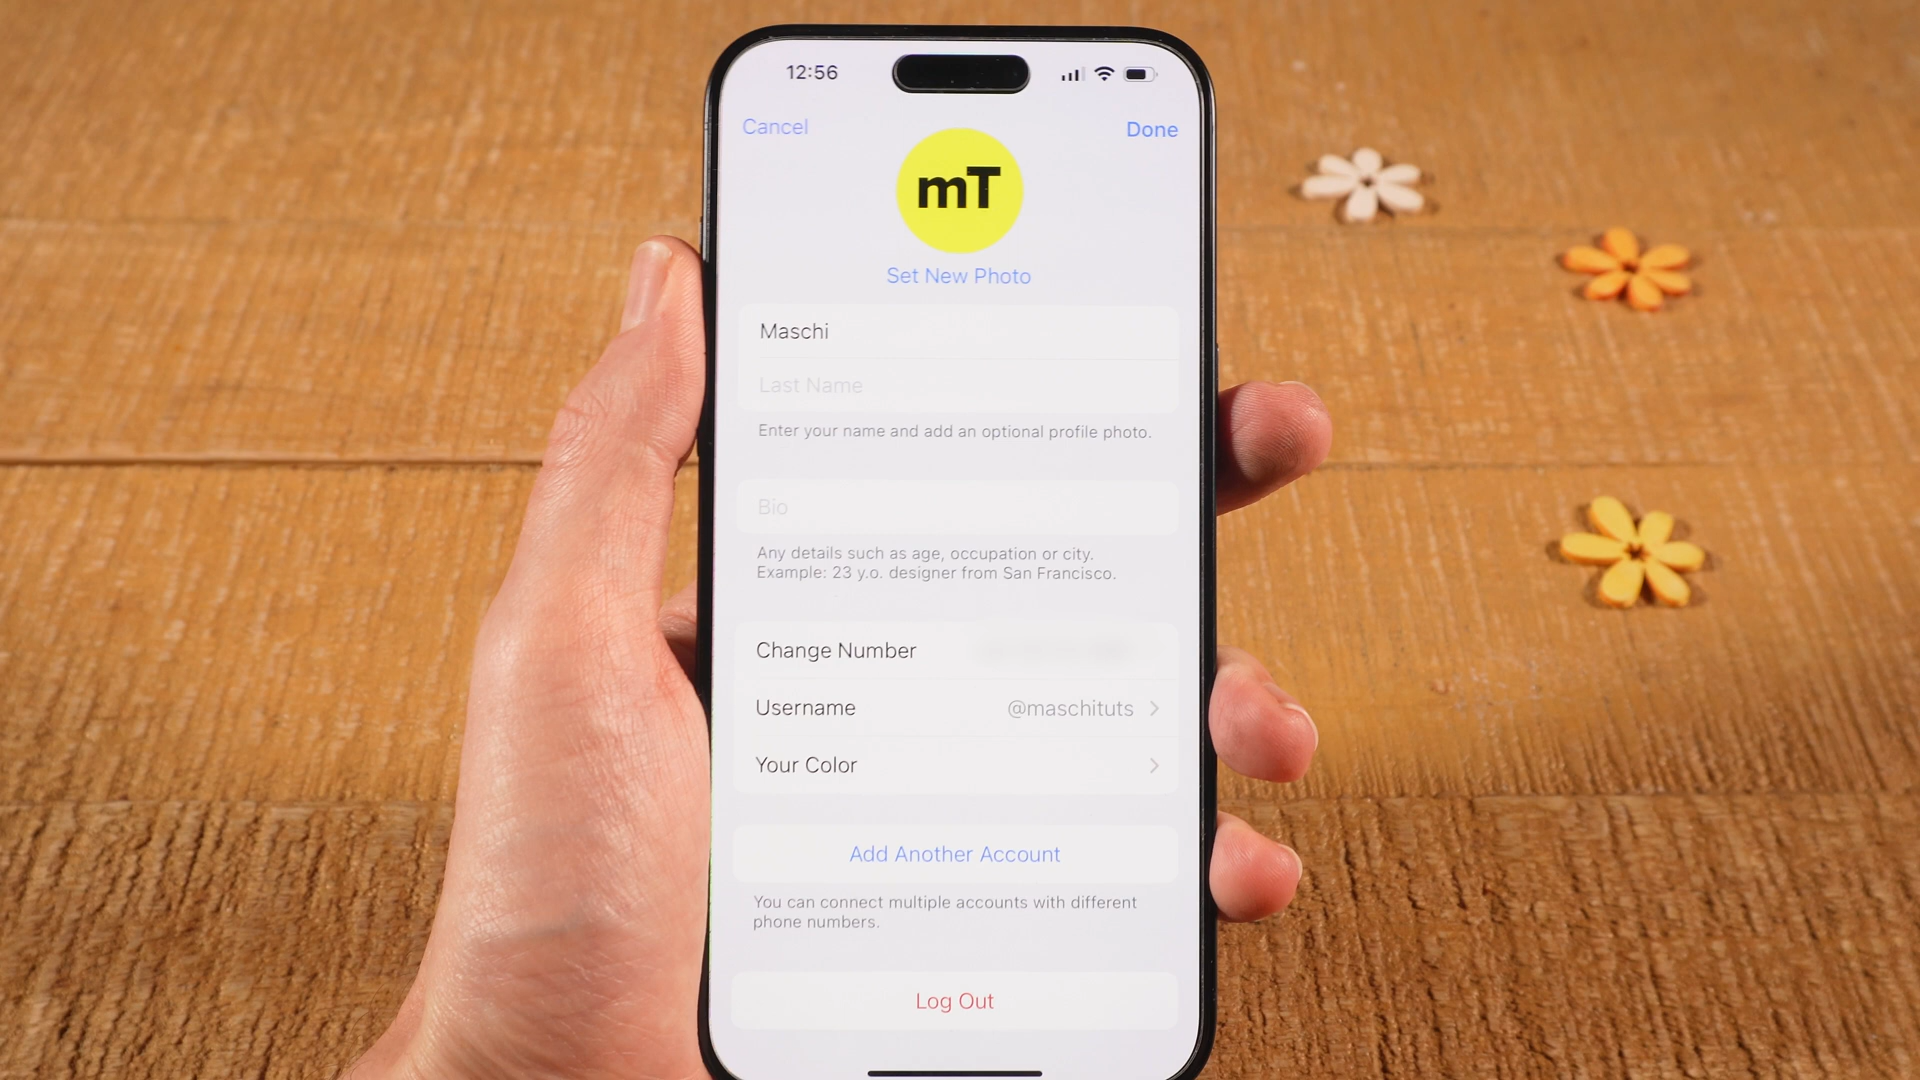 12:56
Cancel
Done
mT
Set New Photo
Maschi
Last Name
Enter your name and add an optional profile photo.
Bio
Any details such as age, occupation or city.
Example: 23 y.o. designer from San Francisco.
Change Number
Username @maschituts
Your Color
Add Another Account
You can connect multiple accounts with different
phone numbers.
Log Out